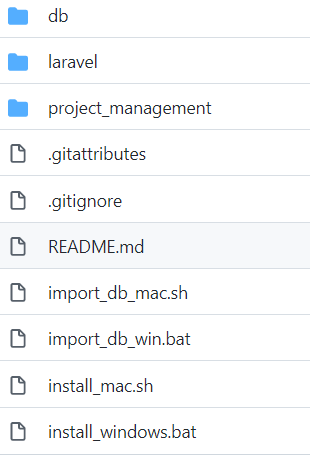 db
laravel
project_management
.gitattributes
.gitignore
README.md
import_db_mac.sh
import_db_win.bat
install_mac.sh
install_windows.bat